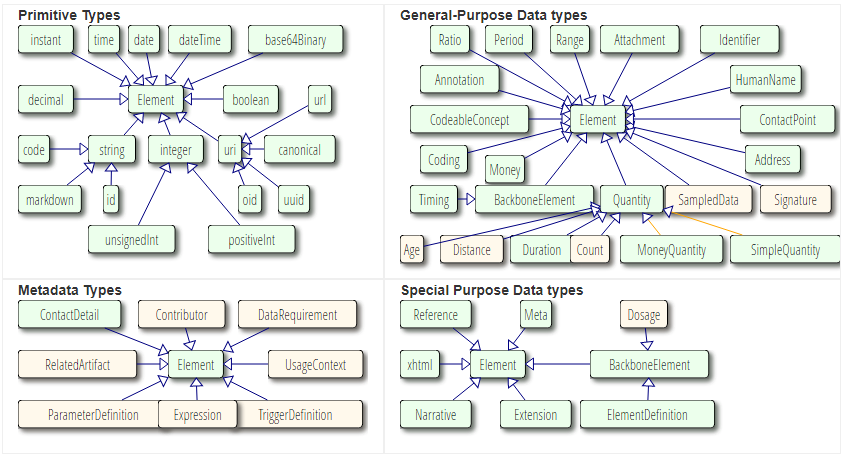 Primitive Types
instant time date dateTime base64Binary
decimal Element boolean url
code string integer uri canonical
markdown id oid uuid
unsignedInt positiveInt
General-Purpose Data types
Ratio Period Range Attachment Identifier
Annotation HumanName
CodeableConcept Element ContactPoint
Coding Money Address
Timing BackboneElement Quantity SampledData Signature
Age Distance Duration Count MoneyQuantity SimpleQuantity
Metadata Types
ContactDetail Contributor DataRequirement
RelatedArtifact Element UsageContext
ParameterDefinition Expression TriggerDefinition
Special Purpose Data types
Reference Meta Dosage
xhtml Element BackboneElement
Narrative Extension ElementDefinition